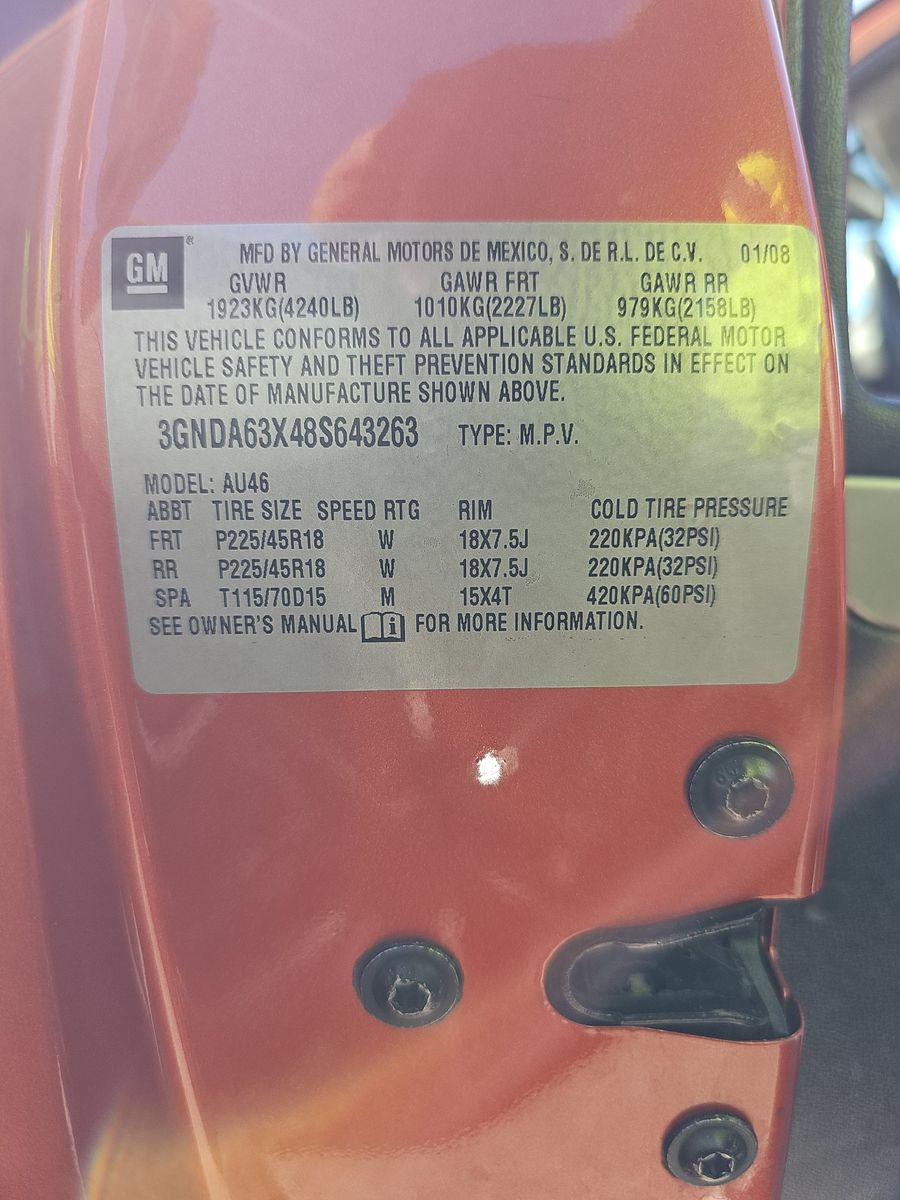 GM ® MFD BY GENERAL MOTORS DE MEXICO, S. DE R.L. DE C.V. 01/08
GVWR GAWR FRT GAWR RR
1923KG(4240LB) 1010KG(2227LB) 979KG(2158LB)
THIS VEHICLE CONFORMS TO ALL APPLICABLE U.S. FEDERAL MOTOR
VEHICLE SAFETY AND THEFT PREVENTION STANDARDS IN EFFECT ON
THE DATE OF MANUFACTURE SHOWN ABOVE.
3GNDA63X48S643263 TYPE: M.P.V.
MODEL: AU46
ABBT TIRE SIZE SPEED RTG RIM COLD TIRE PRESSURE
FRT P225/45R18 W 18X7.5J 220KPA(32PSI)
RR P225/45R18 W 18X7.5J 220KPA(32PSI)
SPA T115/70D15 M 15X4T 420KPA(60PSI)
SEE OWNER'S MANUAL i FOR MORE INFORMATION.